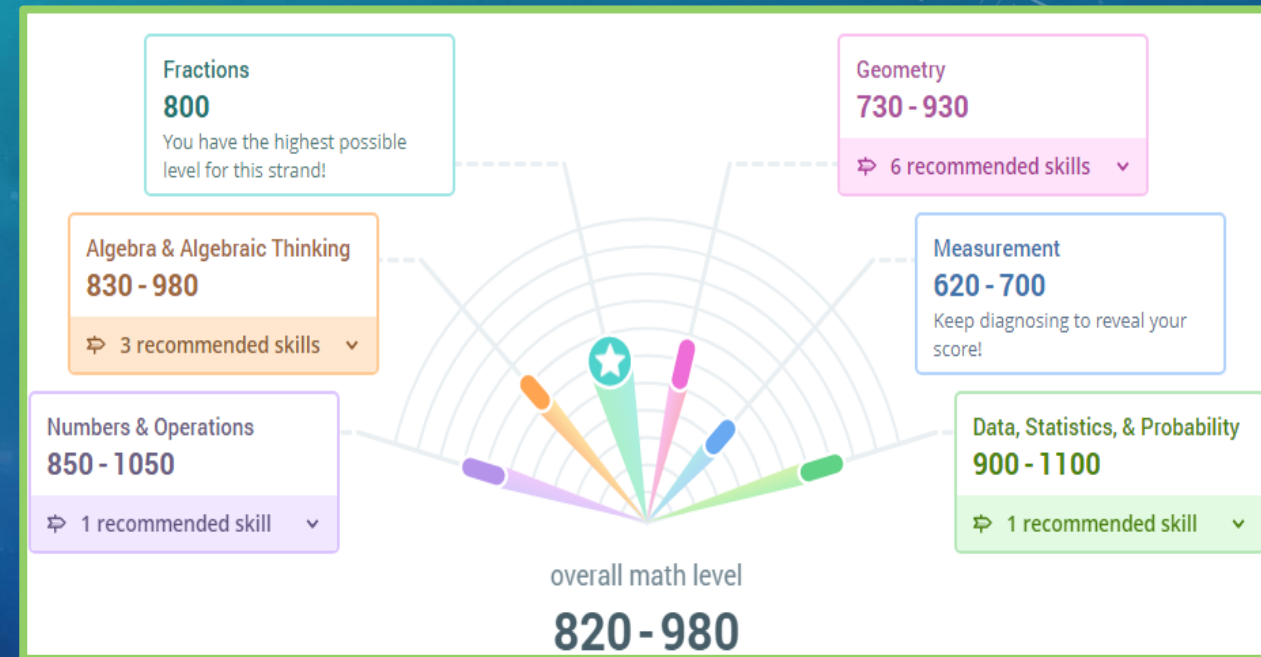 Fractions
800
You have the highest possible
level for this strand!
Geometry
730 - 930
6 recommended skills
Algebra & Algebraic Thinking
830 - 980
3 recommended skills
Measurement
620 - 700
Keep diagnosing to reveal your
score!
Numbers & Operations
850 - 1050
1 recommended skill
Data, Statistics, & Probability
900 - 1100
1 recommended skill
overall math level
820 - 980